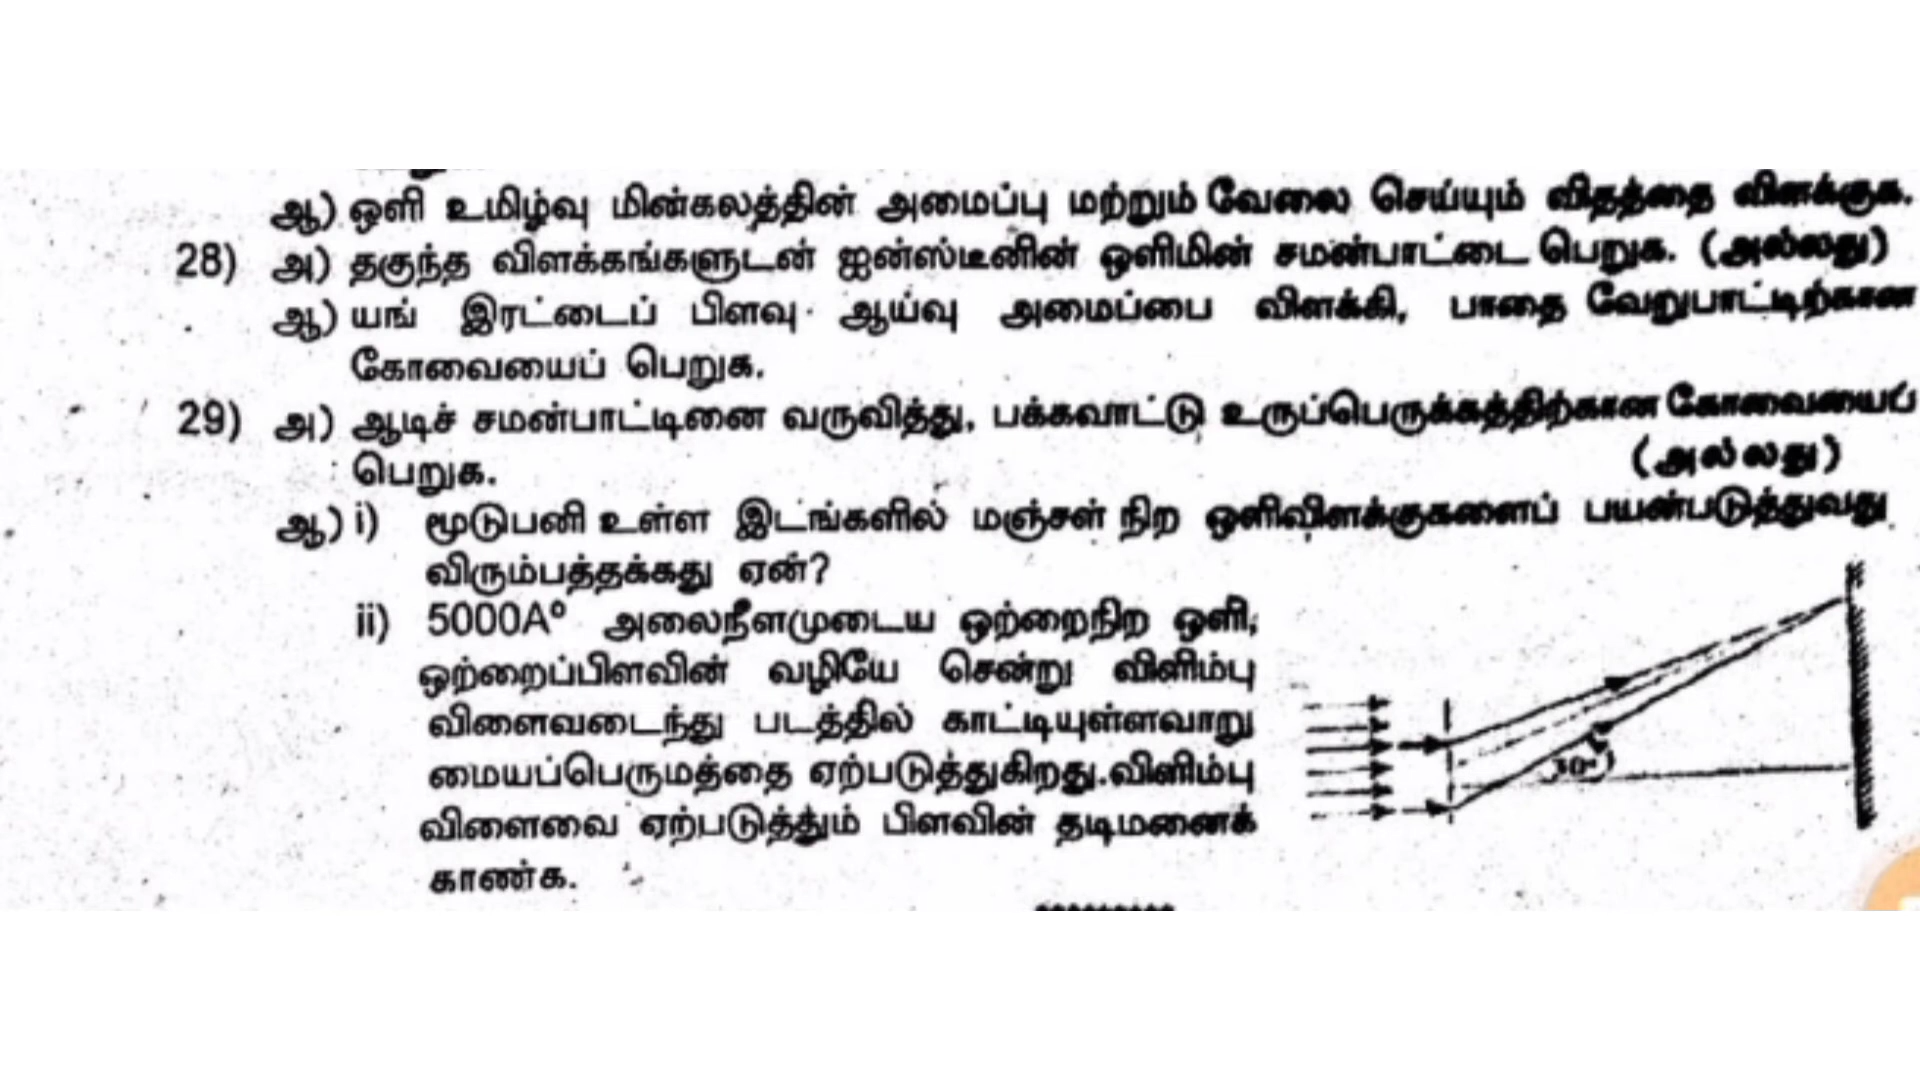 ஆ) ஒளி உமிழ்வு மின்கலத்தின் அமைப்பு மற்றும் வேலை செய்யும் விதத்தை விளக்குக.
28) அ) தகுந்த விளக்கங்களுடன் ஐன்ஸ்டீனின் ஒளிமின் சமன்பாட்டை பெறுக. (அல்லது)
ஆ) யங் இரட்டைப் பிளவு ஆய்வு அமைப்பை விளக்கி, பாதை வேறுபாட்டிற்கான
கோவையைப் பெறுக.
29) அ) ஆடிச் சமன்பாட்டினை வருவித்து, பக்கவாட்டு உருப்பெருக்கத்திற்கான கோவையைப்
பெறுக. (அல்லது)
ஆ) i) மூடுபனி உள்ள இடங்களில் மஞ்சள் நிற ஒளிவிளக்குகளைப் பயன்படுத்துவது
விரும்பத்தக்கது ஏன்?
ii) 5000A° அலைநீளமுடைய ஒற்றைநிற ஒளி,
ஒற்றைப்பிளவின் வழியே சென்று விளிம்பு
விளைவடைந்து படத்தில் காட்டியுள்ளவாறு
மையப்பெருமத்தை ஏற்படுத்துகிறது.விளிம்பு
விளைவை ஏற்படுத்தும் பிளவின் தடிமனைக்
காண்க.
30°